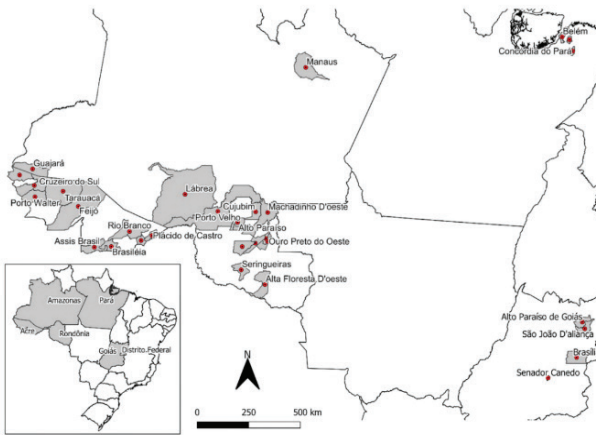 Manaus
Belém
Concordia do Pará
Guajará
Cruzeiro do Sul
Tarauacá
Porto Walter
Feijó
Lábrea
Cujubim
Machadinho D'oeste
Porto Velho
Alto Paraíso
Rio Branco
Plácido de Castro
Ouro Preto do Oeste
Assis Brasil
Brasiléia
Seringueiras
Alta Floresta D'oeste
Alto Paraíso de Goiás
São João D'aliança
Brasíli
Senador Canedo
Amazonas
Pará
Acre
Rondônia
Goiás
Distrito Federal
N
0 250 500 km